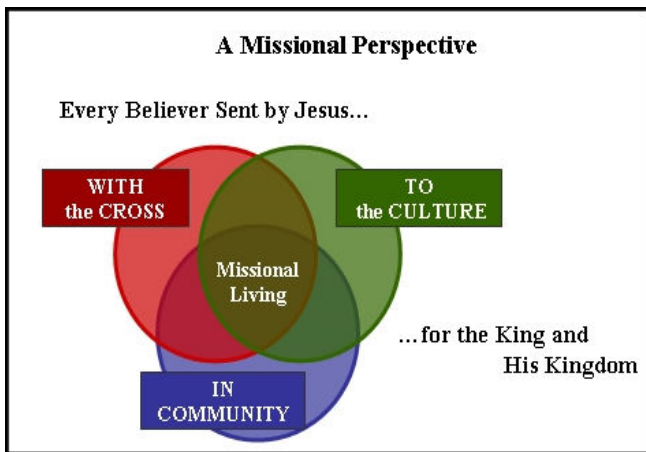 A Missional Perspective
Every Believer Sent by Jesus...
WITH
the CROSS
TO
the CULTURE
Missional
Living
...for the King and
His Kingdom
IN
COMMUNITY